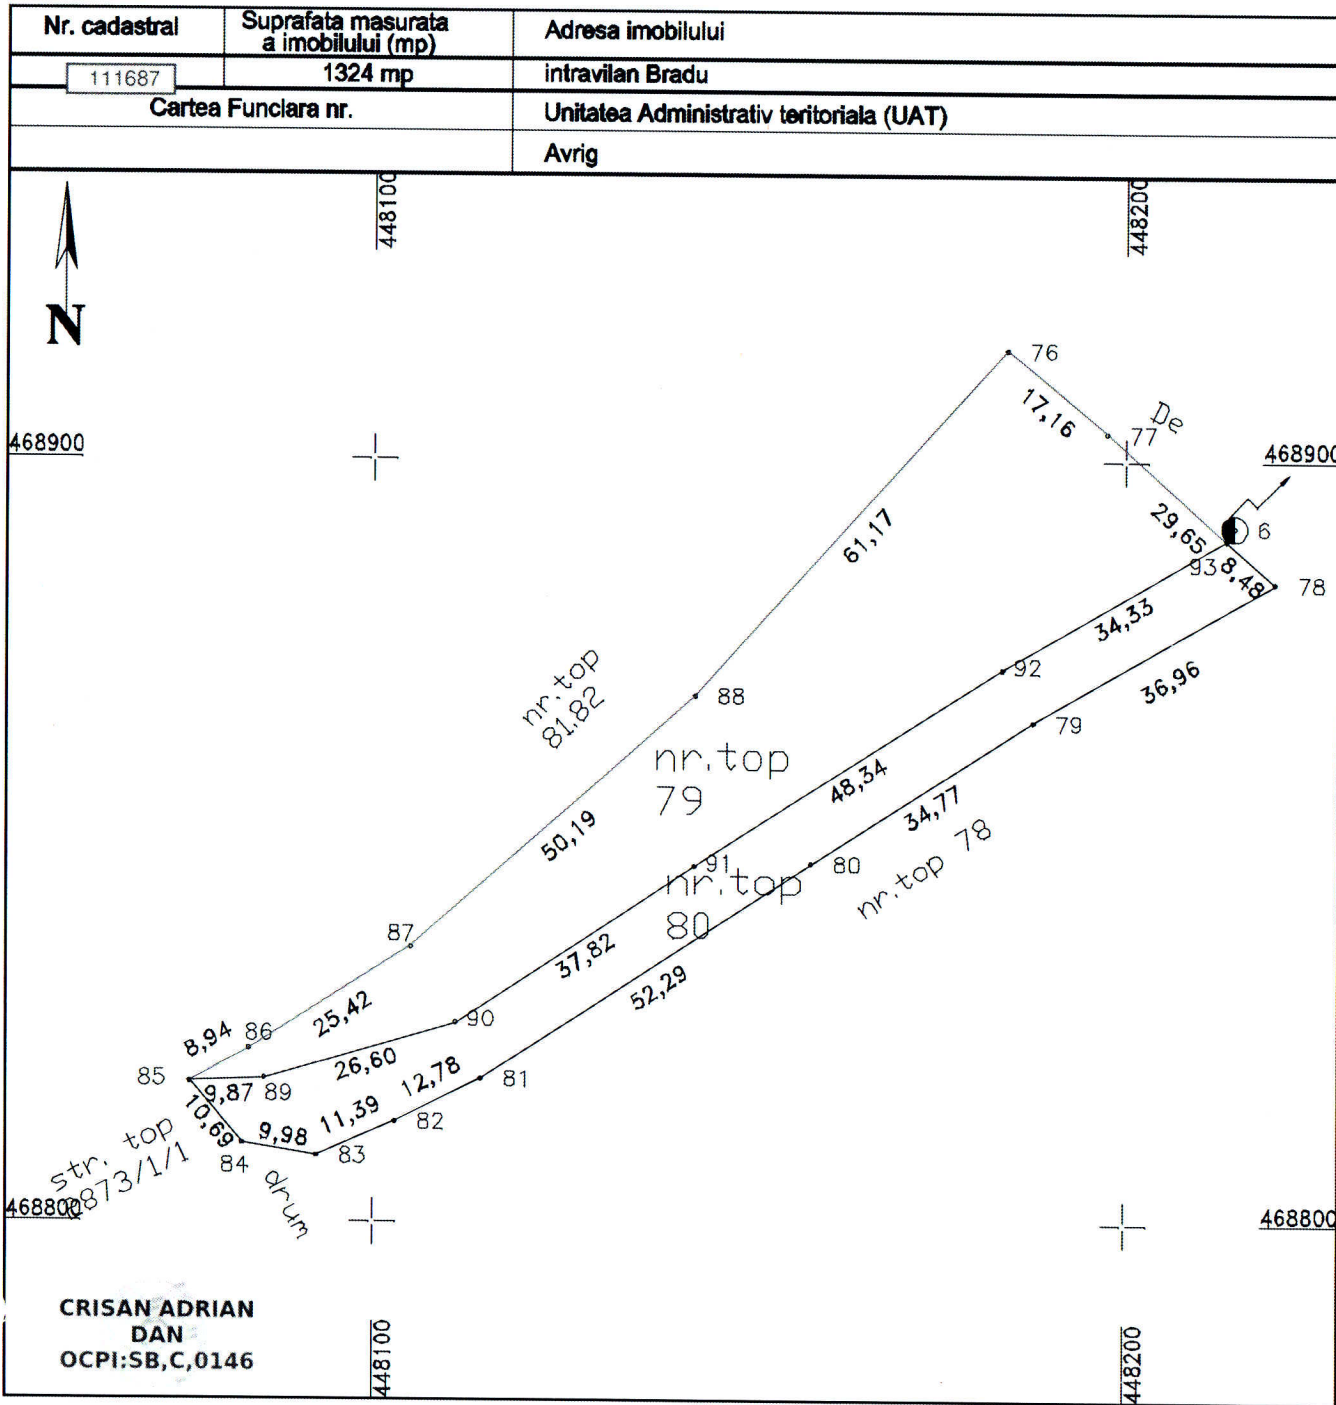 Nr. cadastral
Suprafata masurata
a imobilului (mp)
Adresa imobilului
111687
1324 mp
intravilan Bradu
Cartea Funclara nr.
Unitatea Administrativ teritoriala (UAT)
Avrig
448100
448200
N
76
17,16
De
77
468900
468900
61,17
29,65
6
93
8,48
78
34,33
nr.top
81.82
88
92
36,96
79
nr.top
79
48,34
34,77
50,19
91
80
nr.top 78
nr.top
80
87
37,82
52,29
25,42
90
8,94
86
26,60
12,78
81
85
9,87
89
11,39
82
10,69
9,98
83
84
str. top
873/1/1
drum
468800
468800
CRISAN ADRIAN
DAN
OCPI:SB,C,0146
448100
448200